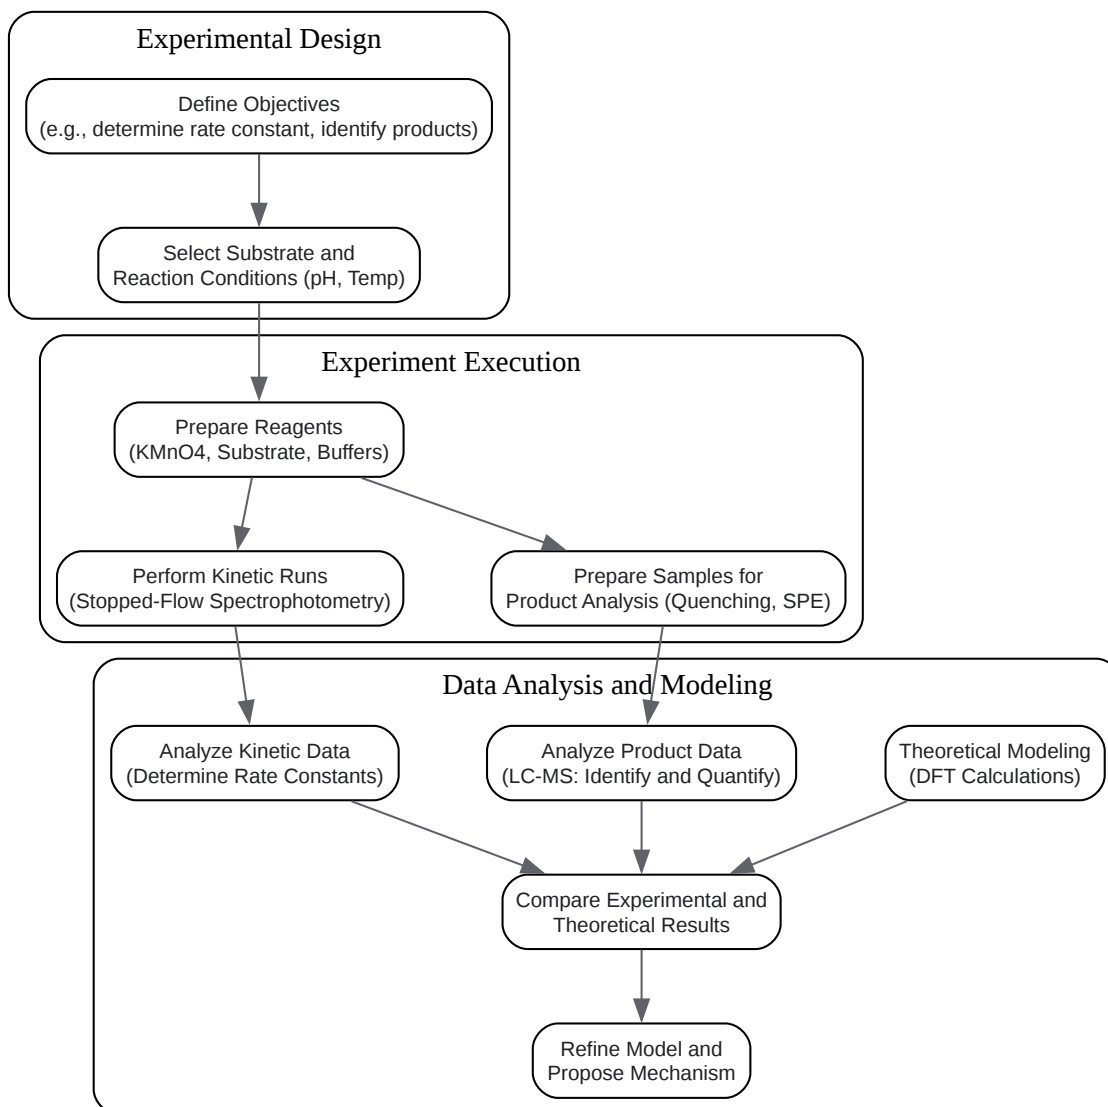 Experimental Design
Define Objectives
(e.g., determine rate constant, identify products)
Select Substrate and
Reaction Conditions (pH, Temp)
Experiment Execution
Prepare Reagents
(KMnO4, Substrate, Buffers)
Perform Kinetic Runs
(Stopped-Flow Spectrophotometry)
Prepare Samples for
Product Analysis (Quenching, SPE)
Data Analysis and Modeling
Analyze Kinetic Data
(Determine Rate Constants)
Analyze Product Data
(LC-MS: Identify and Quantify)
Theoretical Modeling
(DFT Calculations)
Compare Experimental and
Theoretical Results
Refine Model and
Propose Mechanism